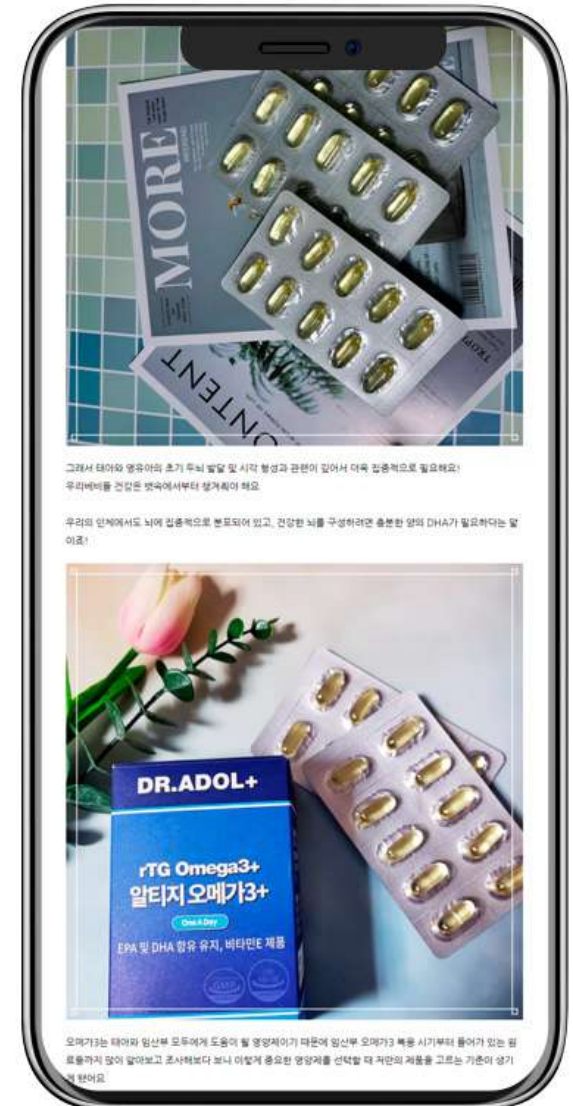 MORE
CONTENT
그래서 태아와 영유아의 초기 두뇌 발달 및 시각 형성과 관련이 깊어서 더욱 집중적으로 필요해요!
우리베비들 건강은 뱃속에서부터 챙겨줘야 해요
우리의 인체에서도 뇌에 집중적으로 분포되어 있고, 건강한 뇌를 구성하려면 충분한 양의 DHA가 필요하다는 말
이죠!
DR.ADOL+
rTG Omega3+
알티지 오메가3+
One A Day
EPA 및 DHA 함유 유지, 비타민E 제품
GMP
오메가3는 태아와 임산부 모두에게 도움이 될 영양제이기 때문에 임산부 오메가3 복용 시기부터 들어가 있는 원
료들까지 많이 알아보고 조사해보다 보니 이렇게 중요한 영양제를 선택할 때 저만의 제품을 고르는 기준이 생기
게 됐어요